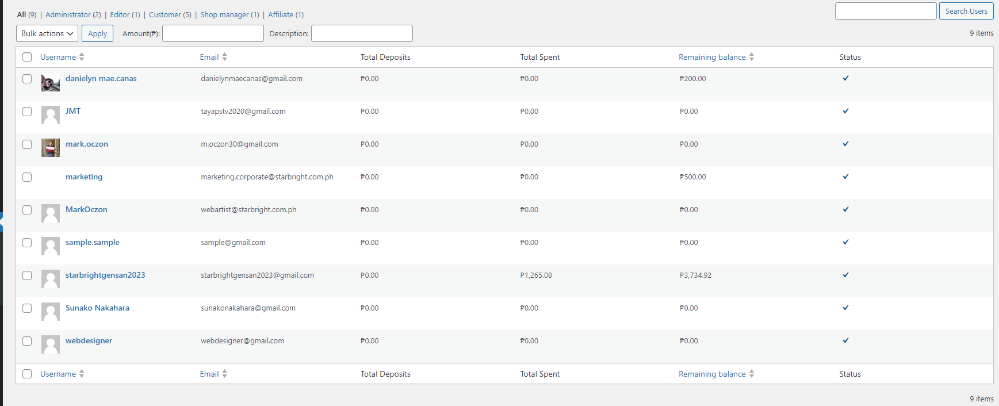 All (9) | Administrator (2) | Editor (1) | Customer (5) | Shop manager (1) | Affiliate (1)
Search Users
Bulk actions Apply Amount(₱): Description: 9 items
Username Email Total Deposits Total Spent Remaining balance Status
danielyn mae.canas danielynmaecanas@gmail.com ₱0.00 ₱0.00 ₱200.00
JMT tayapstv2020@gmail.com ₱0.00 ₱0.00 ₱0.00
mark.oczon m.oczon30@gmail.com ₱0.00 ₱0.00 ₱0.00
marketing marketing.corporate@starbright.com.ph ₱0.00 ₱0.00 ₱500.00
MarkOczon webartist@starbright.com.ph ₱0.00 ₱0.00 ₱0.00
sample.sample sample@gmail.com ₱0.00 ₱0.00 ₱0.00
starbrightgensan2023 starbrightgensan2023@gmail.com ₱0.00 ₱1,265.08 ₱3,734.92
Sunako Nakahara sunakonakahara@gmail.com ₱0.00 ₱0.00 ₱0.00
webdesigner webdesigner@gmail.com ₱0.00 ₱0.00 ₱0.00
Username Email Total Deposits Total Spent Remaining balance Status
9 items